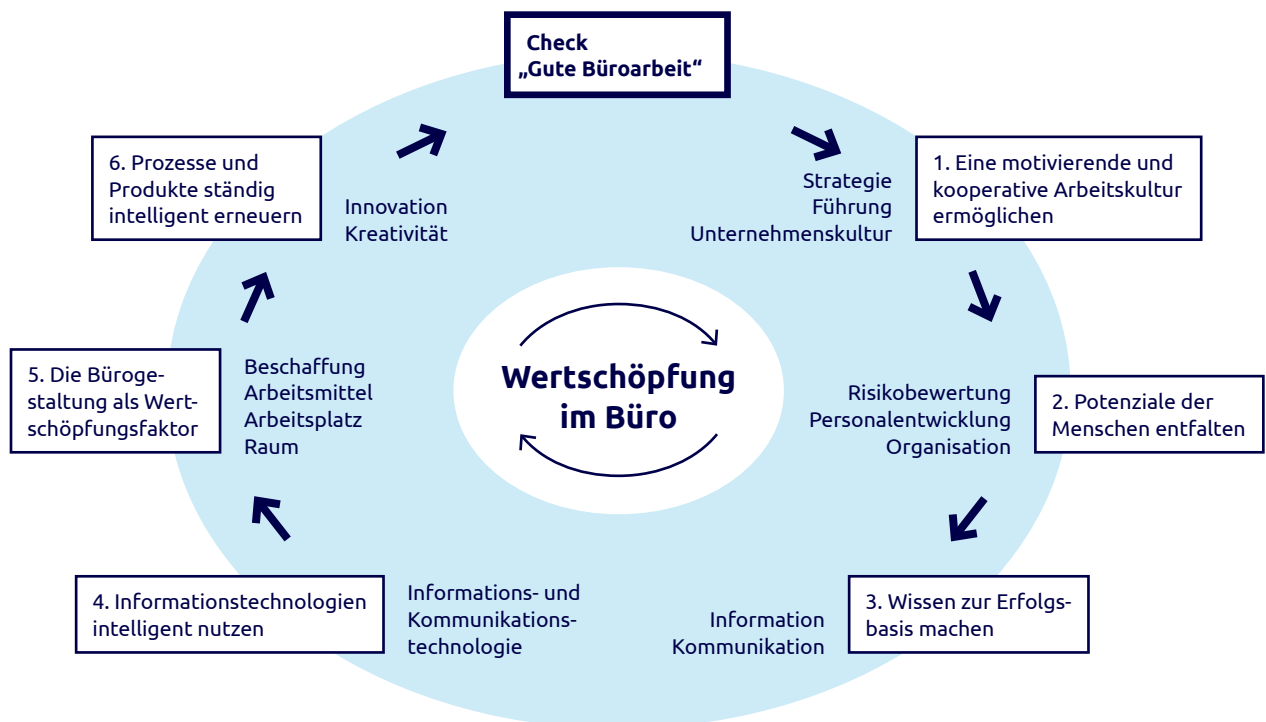 Check
„Gute Büroarbeit“
1. Eine motivierende und
kooperative Arbeitskultur
ermöglichen
Strategie
Führung
Unternehmenskultur
2. Potenziale der
Menschen entfalten
Risikobewertung
Personalentwicklung
Organisation
3. Wissen zur Erfolgs-
basis machen
Information
Kommunikation
4. Informationstechnologien
intelligent nutzen
Informations- und
Kommunikations-
technologie
5. Die Büroge-
staltung als Wert-
schöpfungsfaktor
Beschaffung
Arbeitsmittel
Arbeitsplatz
Raum
6. Prozesse und
Produkte ständig
intelligent erneuern
Innovation
Kreativität
Wertschöpfung
im Büro